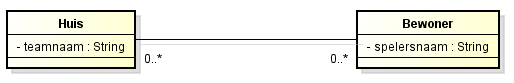 Huis
- teamnaam : String
0..*
0..*
Bewoner
- spelersnaam : String